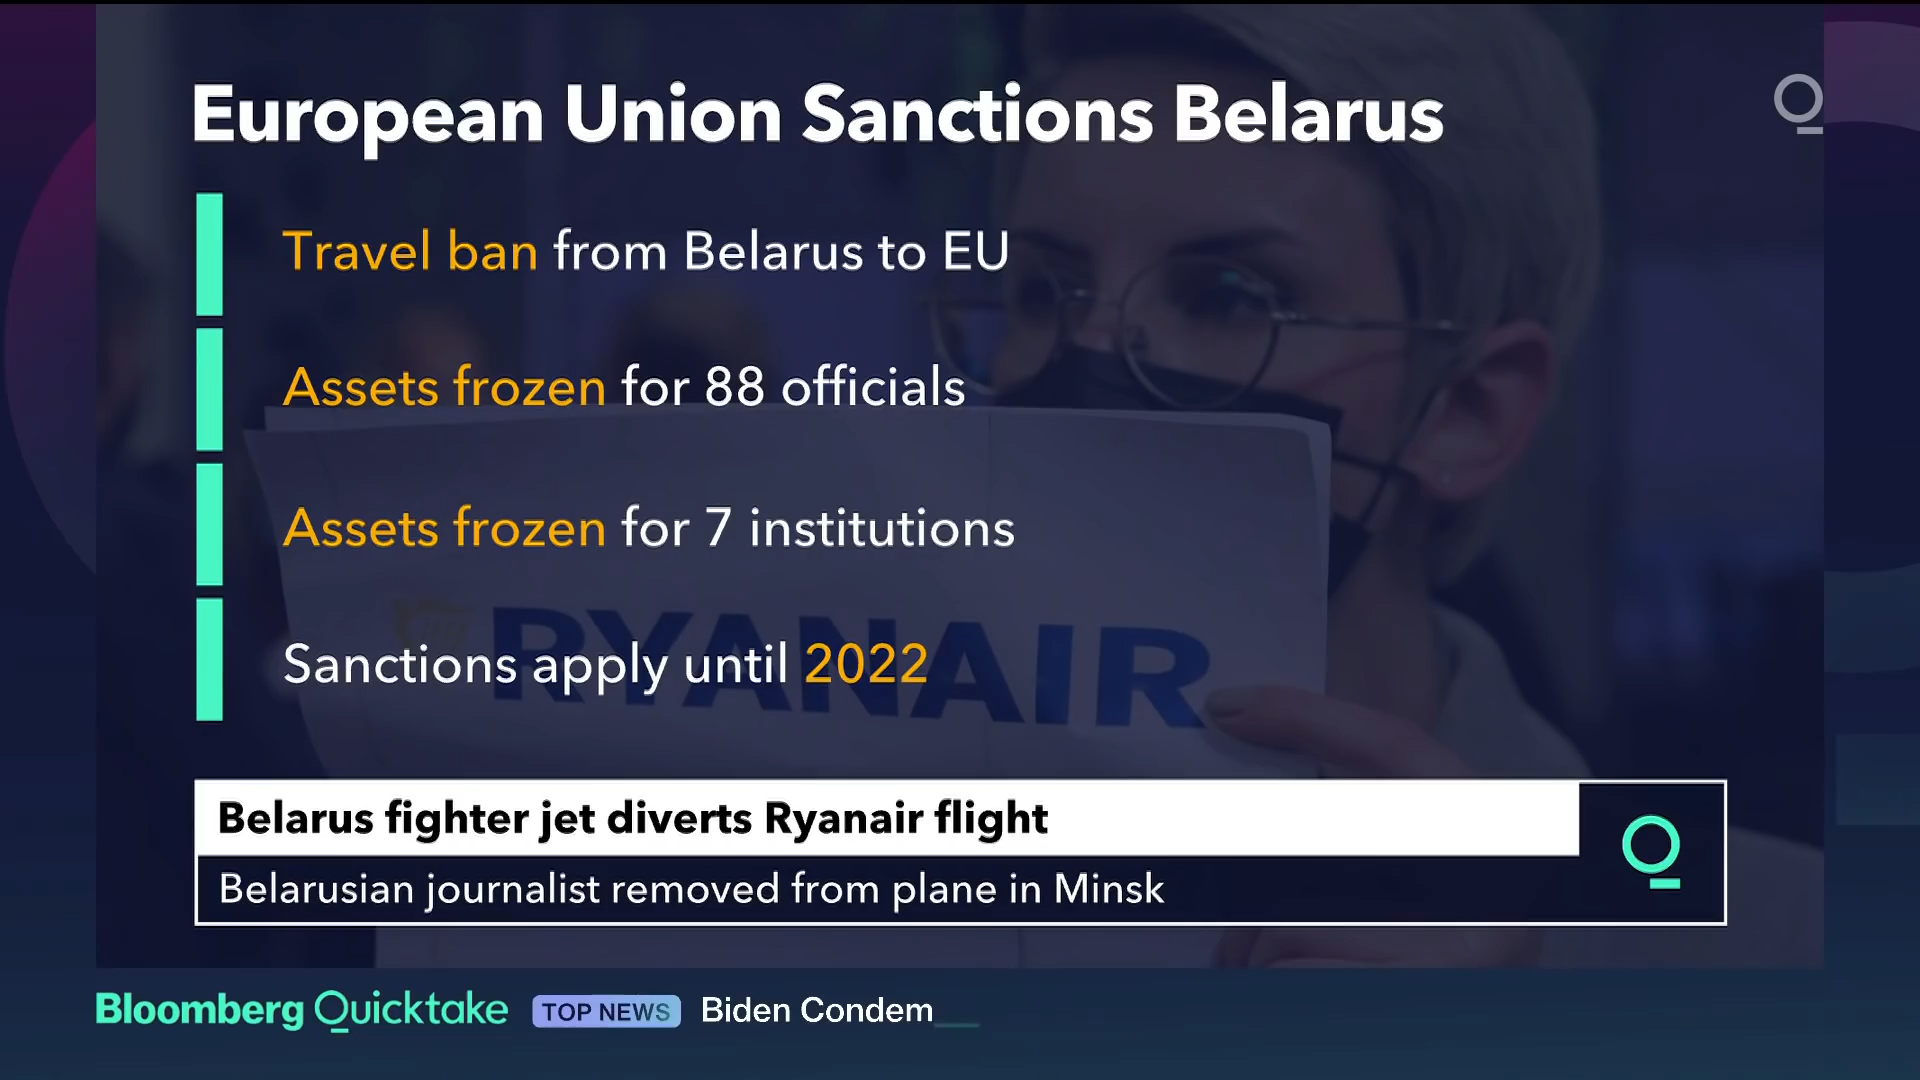 European Union Sanctions Belarus
Travel ban from Belarus to EU
Assets frozen for 88 officials
Assets frozen for 7 institutions
Sanctions apply until 2022
RYANAIR
Belarus fighter jet diverts Ryanair flight
Belarusian journalist removed from plane in Minsk
Bloomberg Quicktake TOP NEWS Biden Condem